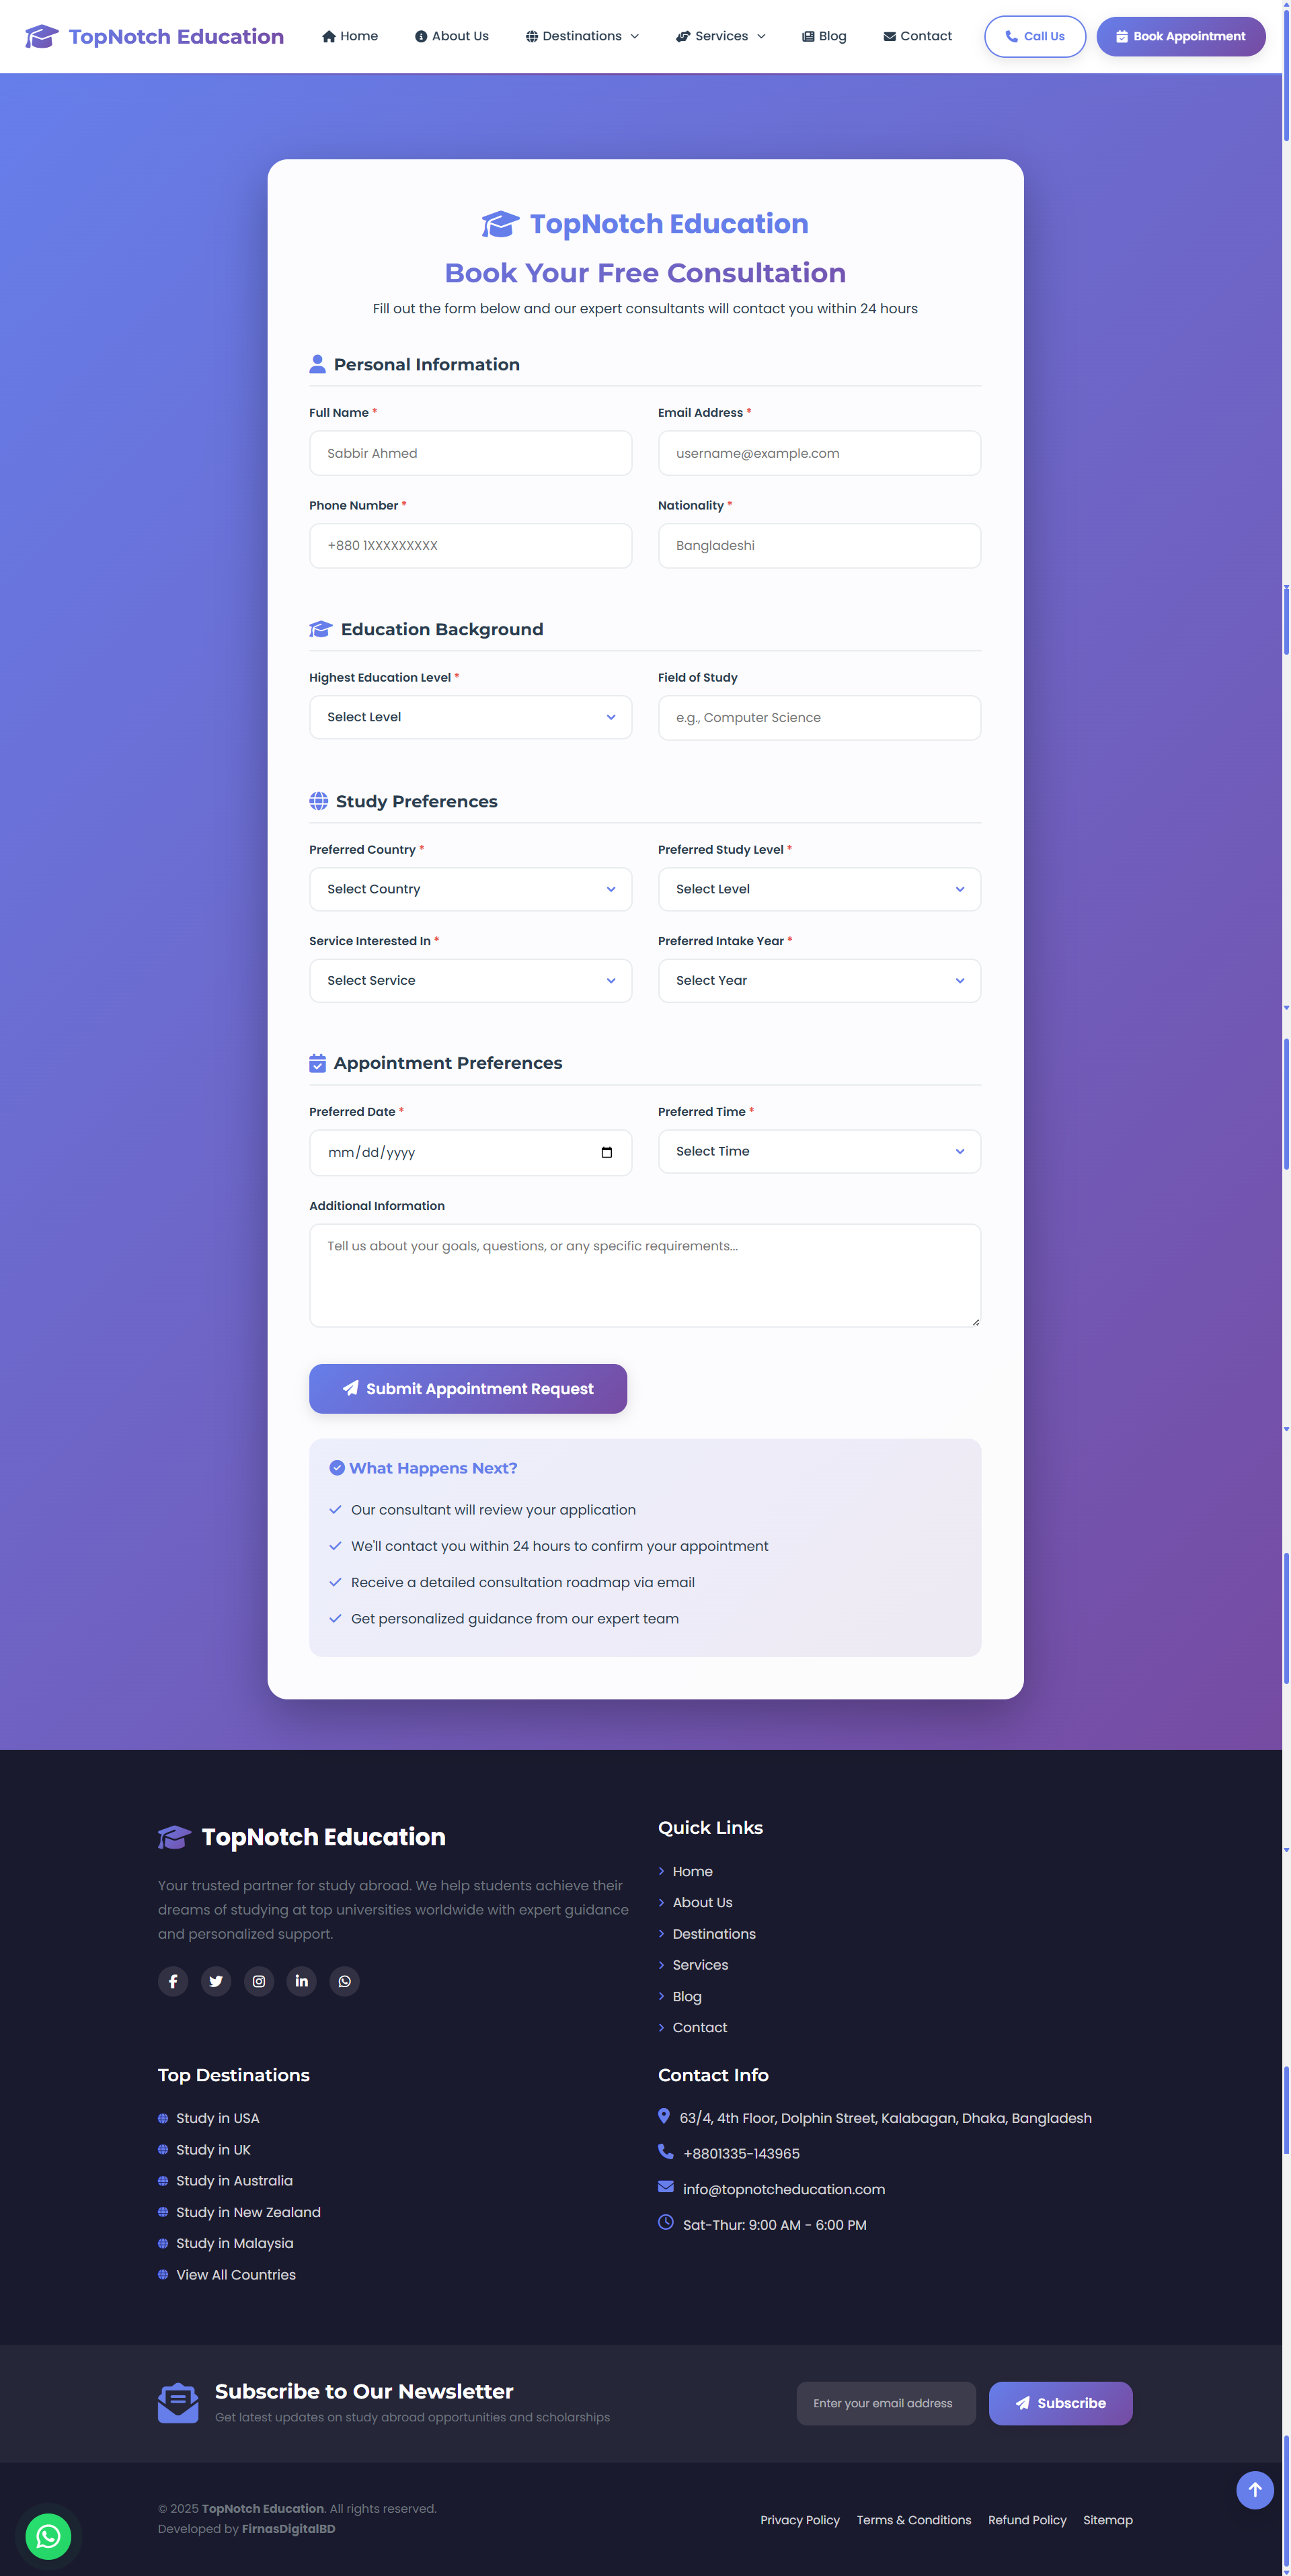 TopNotch Education
Home
About Us
Destinations
Services
Blog
Contact
Call Us
Book Appointment
TopNotch Education
Book Your Free Consultation
Fill out the form below and our expert consultants will contact you within 24 hours
Personal Information
Full Name *
Email Address *
Sabbir Ahmed
username@example.com
Phone Number *
Nationality *
+880 1XXXXXXXXX
Bangladeshi
Education Background
Highest Education Level *
Field of Study
Select Level
e.g., Computer Science
Study Preferences
Preferred Country *
Preferred Study Level *
Select Country
Select Level
Service Interested In *
Preferred Intake Year *
Select Service
Select Year
Appointment Preferences
Preferred Date *
Preferred Time *
mm/dd/yyyy
Select Time
Additional Information
Tell us about your goals, questions, or any specific requirements...
Submit Appointment Request
What Happens Next?
Our consultant will review your application
We'll contact you within 24 hours to confirm your appointment
Receive a detailed consultation roadmap via email
Get personalized guidance from our expert team
TopNotch Education
Your trusted partner for study abroad. We help students achieve their
dreams of studying at top universities worldwide with expert guidance
and personalized support.
Quick Links
Home
About Us
Destinations
Services
Blog
Contact
Top Destinations
Study in USA
Study in UK
Study in Australia
Study in New Zealand
Study in Malaysia
View All Countries
Contact Info
63/4, 4th Floor, Dolphin Street, Kalabagan, Dhaka, Bangladesh
+8801335-143965
info@topnotcheducation.com
Sat-Thur: 9:00 AM - 6:00 PM
Subscribe to Our Newsletter
Get latest updates on study abroad opportunities and scholarships
Enter your email address
Subscribe
© 2025 TopNotch Education. All rights reserved.
Developed by FirnasDigitalBD
Privacy Policy
Terms & Conditions
Refund Policy
Sitemap